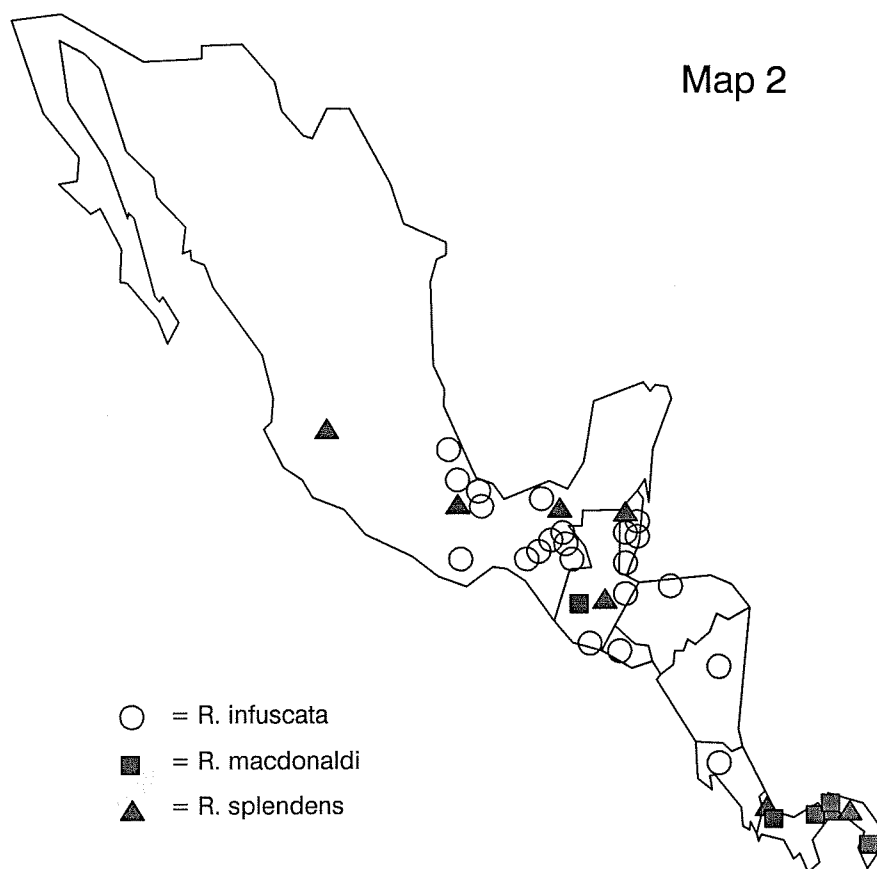 Map 2
= R. infuscata
= R. macdonaldi
= R. splendens